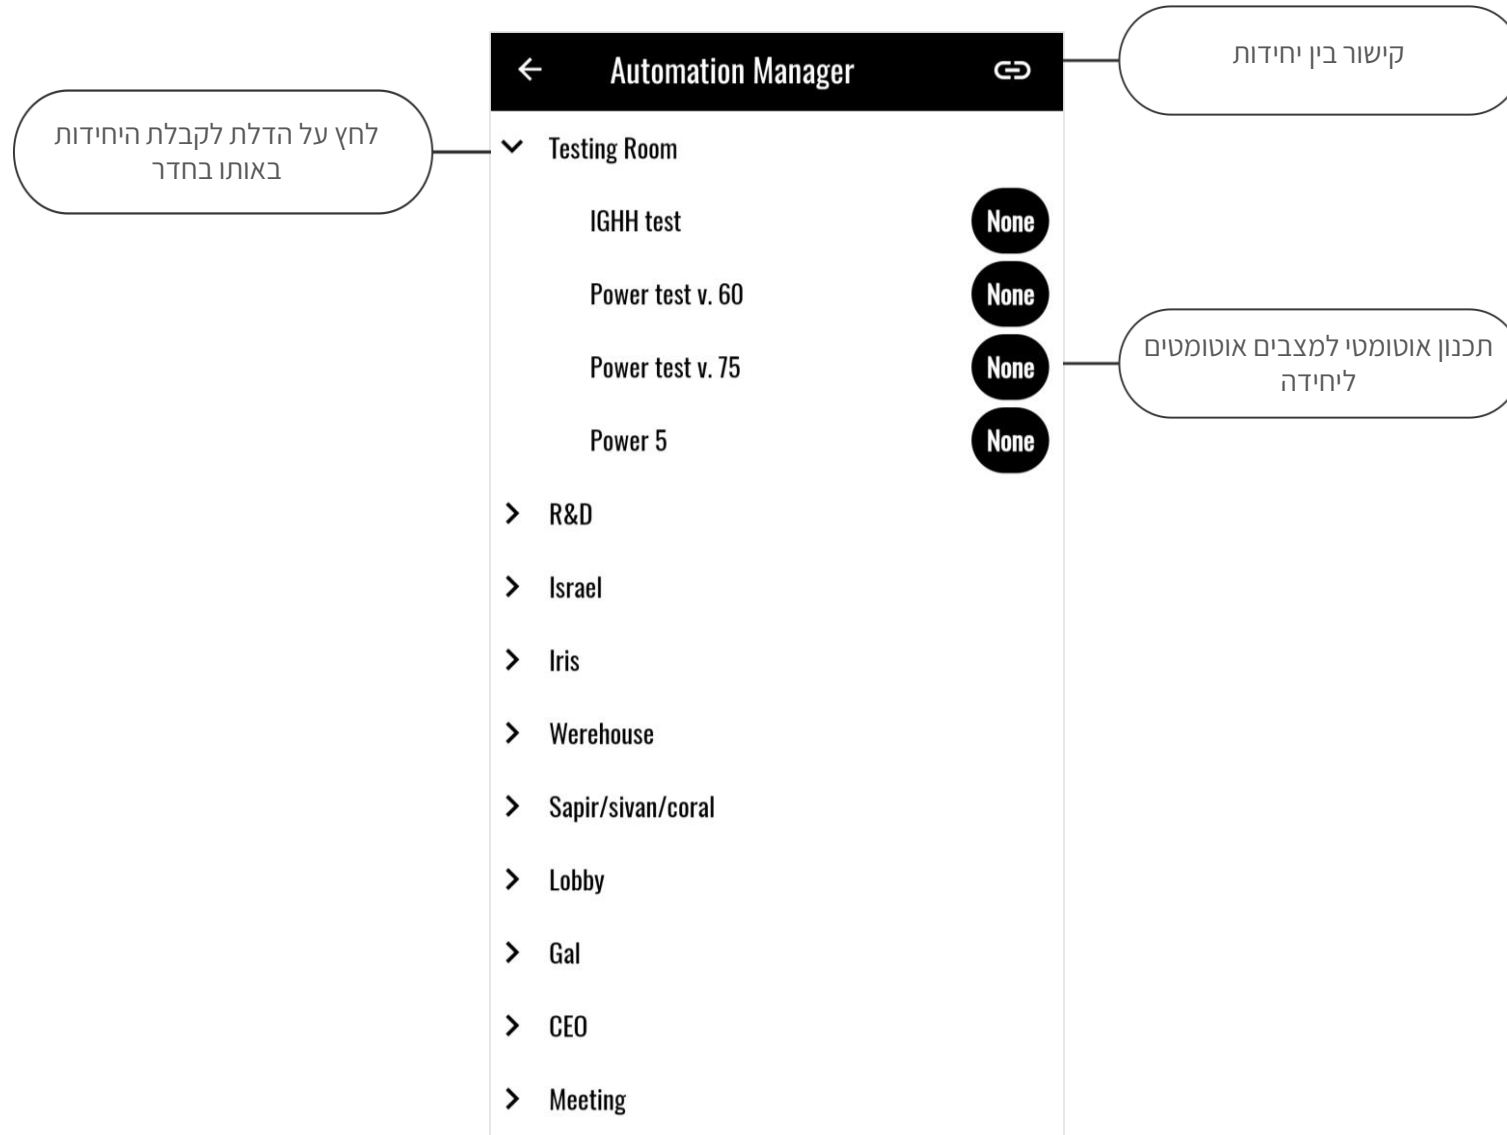 קישור בין יחידות
Automation Manager
לחץ על הדלת לקבלת היחידות
באותו בחדר
Testing Room
IGHH test None
Power test v. 60 None
תכנון אוטומטי למצבים אוטומטים
ליחידה
Power test v. 75 None
Power 5 None
R&D
Israel
Iris
Werehouse
Sapir/sivan/coral
Lobby
Gal
CEO
Meeting